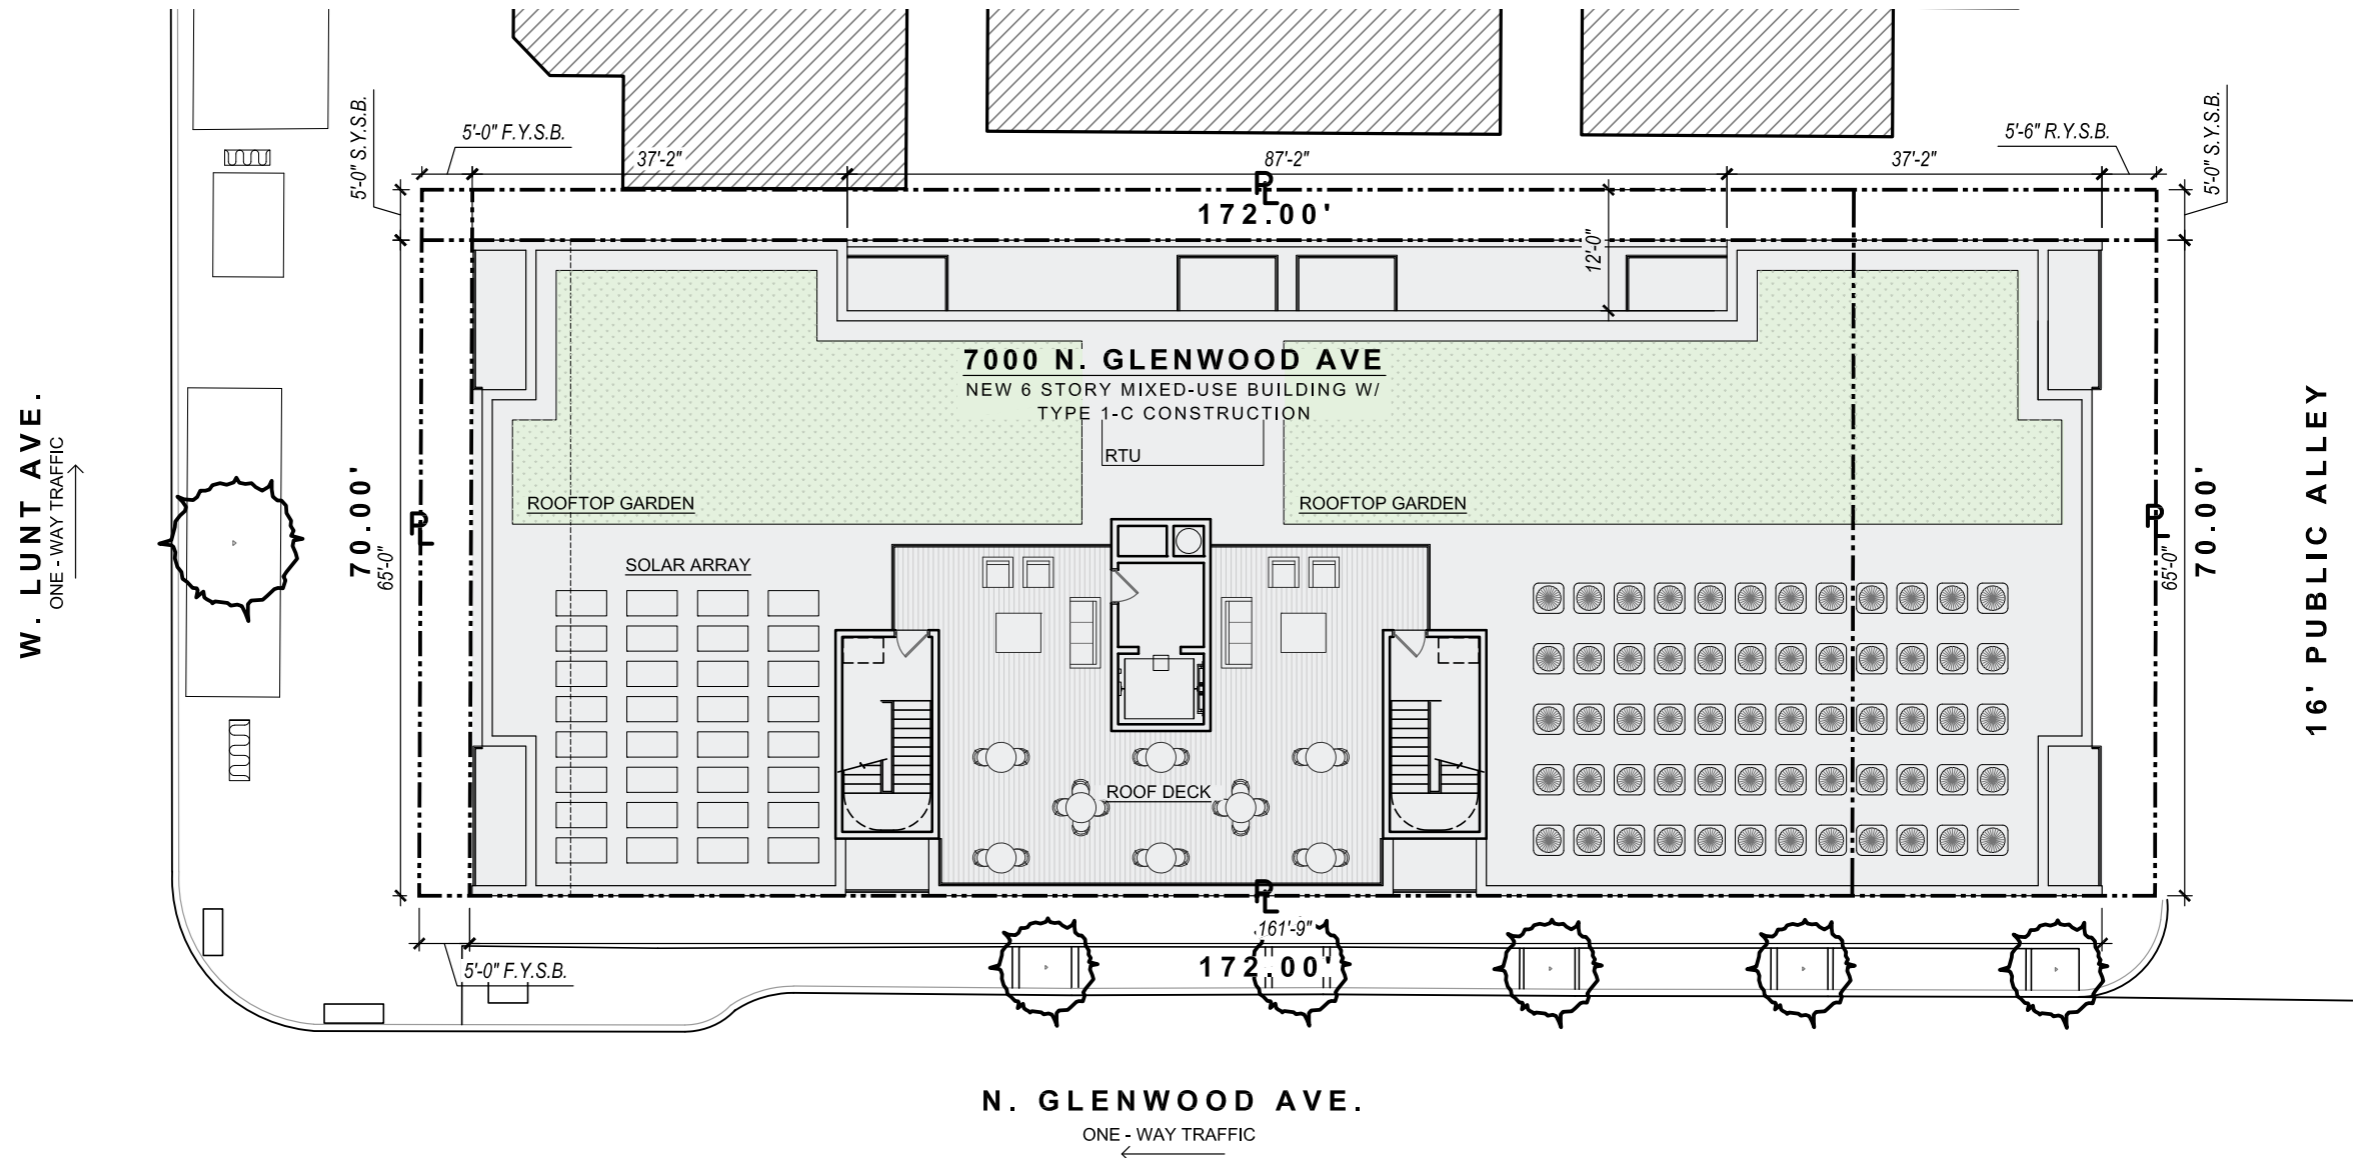 5'-0" S.Y.S.B.
5'-0" F.Y.S.B.
37'-2"
87'-2"
37'-2"
5'-6" R.Y.S.B.
5'-0" S.Y.S.B.
PL
172.00'
12'-0"
7000 N. GLENWOOD AVE
NEW 6 STORY MIXED-USE BUILDING W/
TYPE 1-C CONSTRUCTION
RTU
ROOFTOP GARDEN
ROOFTOP GARDEN
W. LUNT AVE.
ONE - WAY TRAFFIC
70.00'
65'-0"
PL
SOLAR ARRAY
ROOF DECK
PL
65'-0"
70.00'
16' PUBLIC ALLEY
PL
161'-9"
172.00'
5'-0" F.Y.S.B.
N. GLENWOOD AVE.
ONE - WAY TRAFFIC